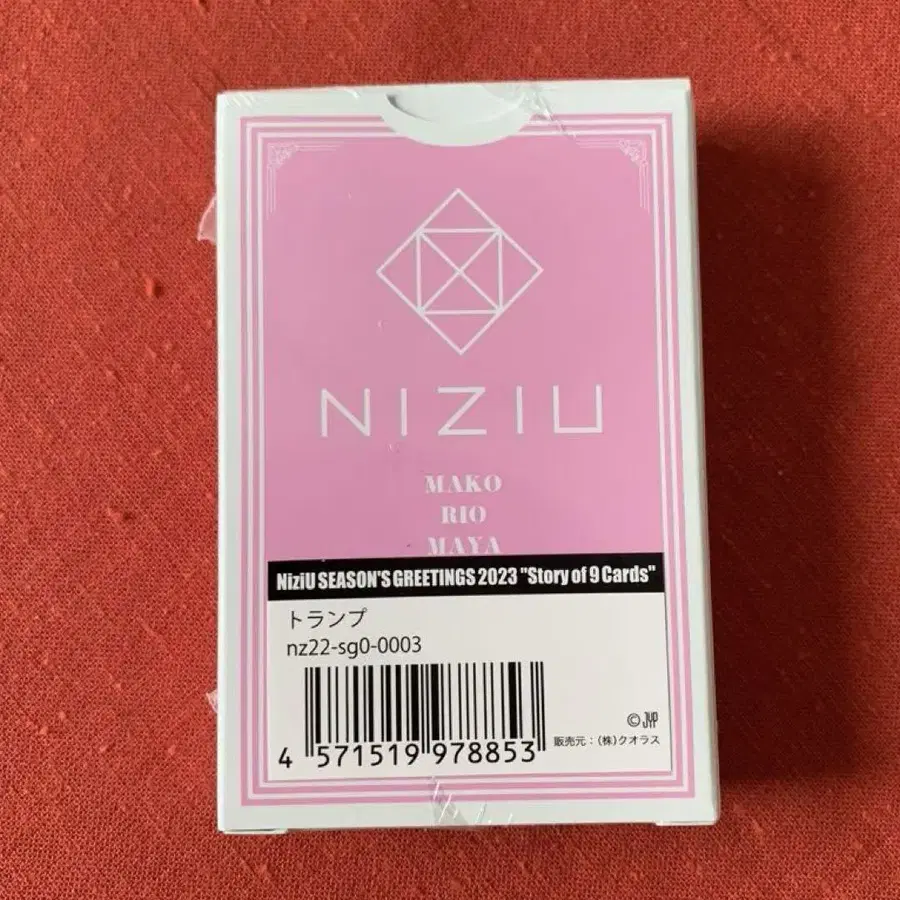 NIZIU
MAKO
RIO
MAYA
NiziU SEASON'S GREETINGS 2023 "Story of 9 Cards"
トランプ
nz22-sg0-0003
4 571519 978853
© JYP
販売元：（株）クオラス